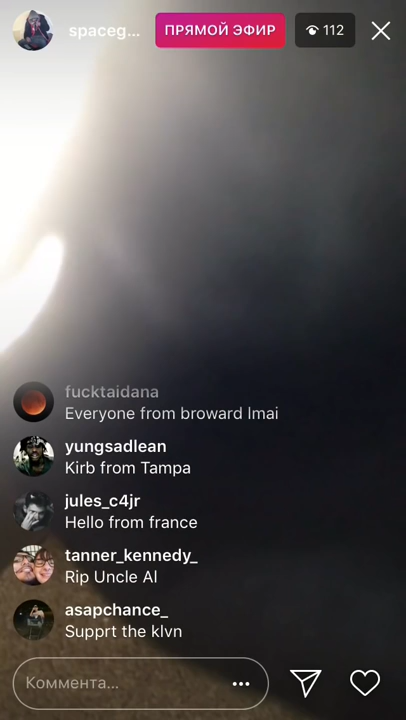 spaceg...
ПРЯМОЙ ЭФИР
112
fucktaidana
Everyone from broward lmai
yungsadlean
Kirb from Tampa
jules_c4jr
Hello from france
tanner_kennedy_
Rip Uncle Al
asapchance_
Supprt the klvn
Коммента...